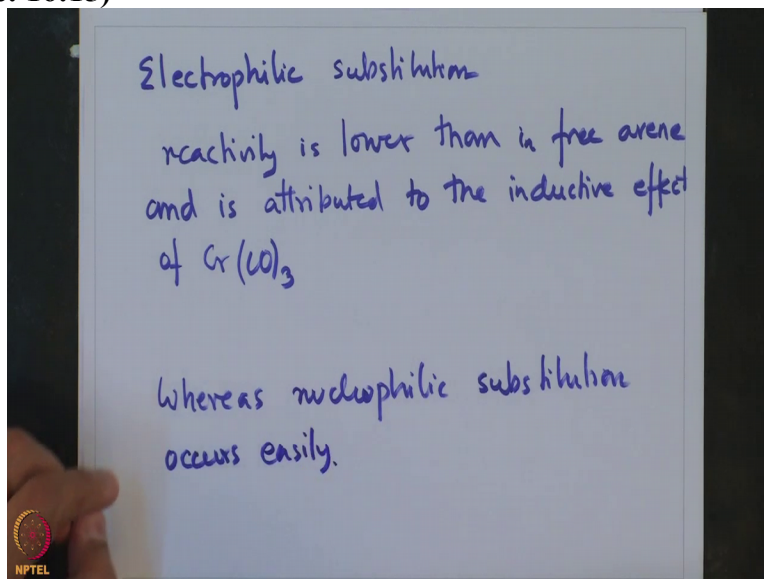 Electrophilic substitution
reactivity is lower than in free arene
and is attributed to the inductive effect
of Cr(CO)3
Whereas nucleophilic substitution
occurs easily.
NPTEL